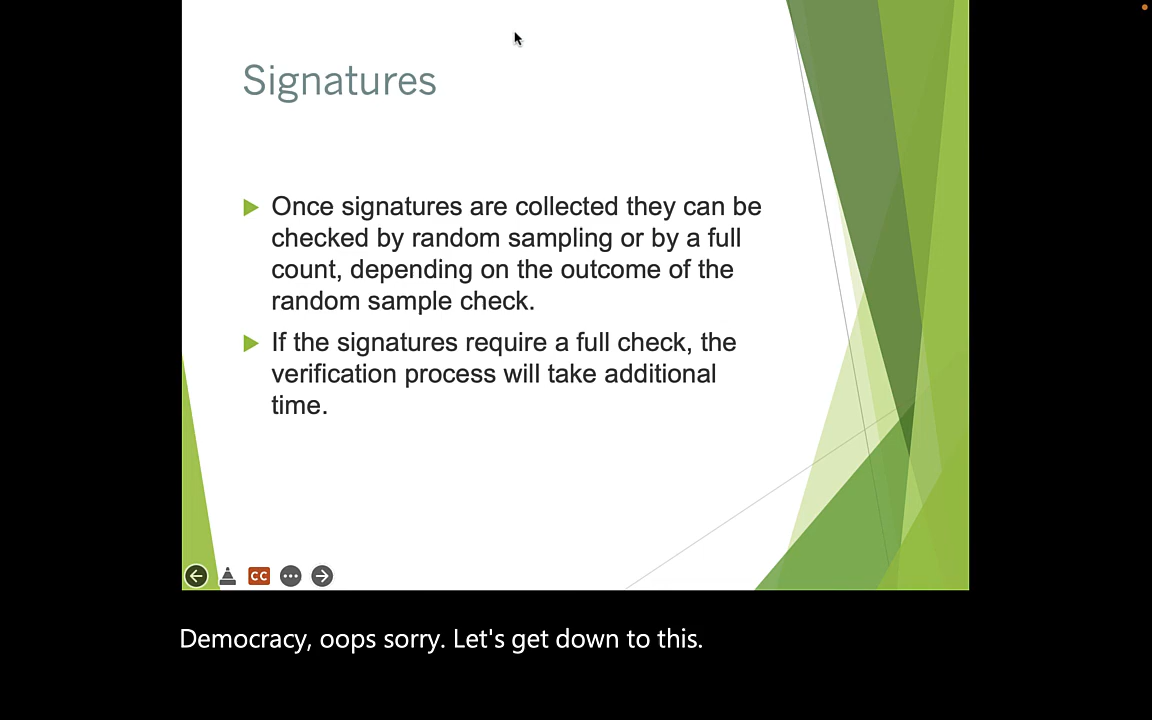 Signatures
Once signatures are collected they can be
checked by random sampling or by a full
count, depending on the outcome of the
random sample check.
If the signatures require a full check, the
verification process will take additional
time.
CC
Democracy, oops sorry. Let's get down to this.